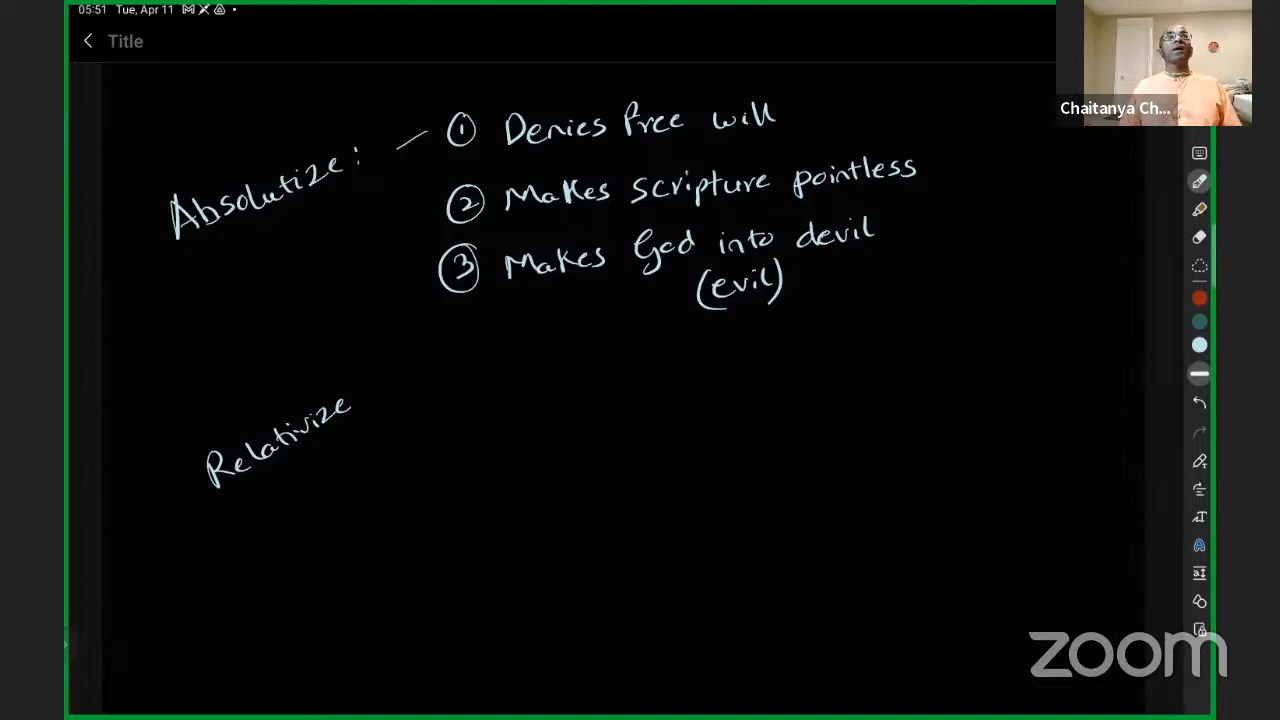 05:51 Tue, Apr 11
Title
Chaitanya Ch...
Absolutize: – ① Denies free will
② Makes scripture pointless
③ Makes God into devil
(evil)
Relativize
zoom